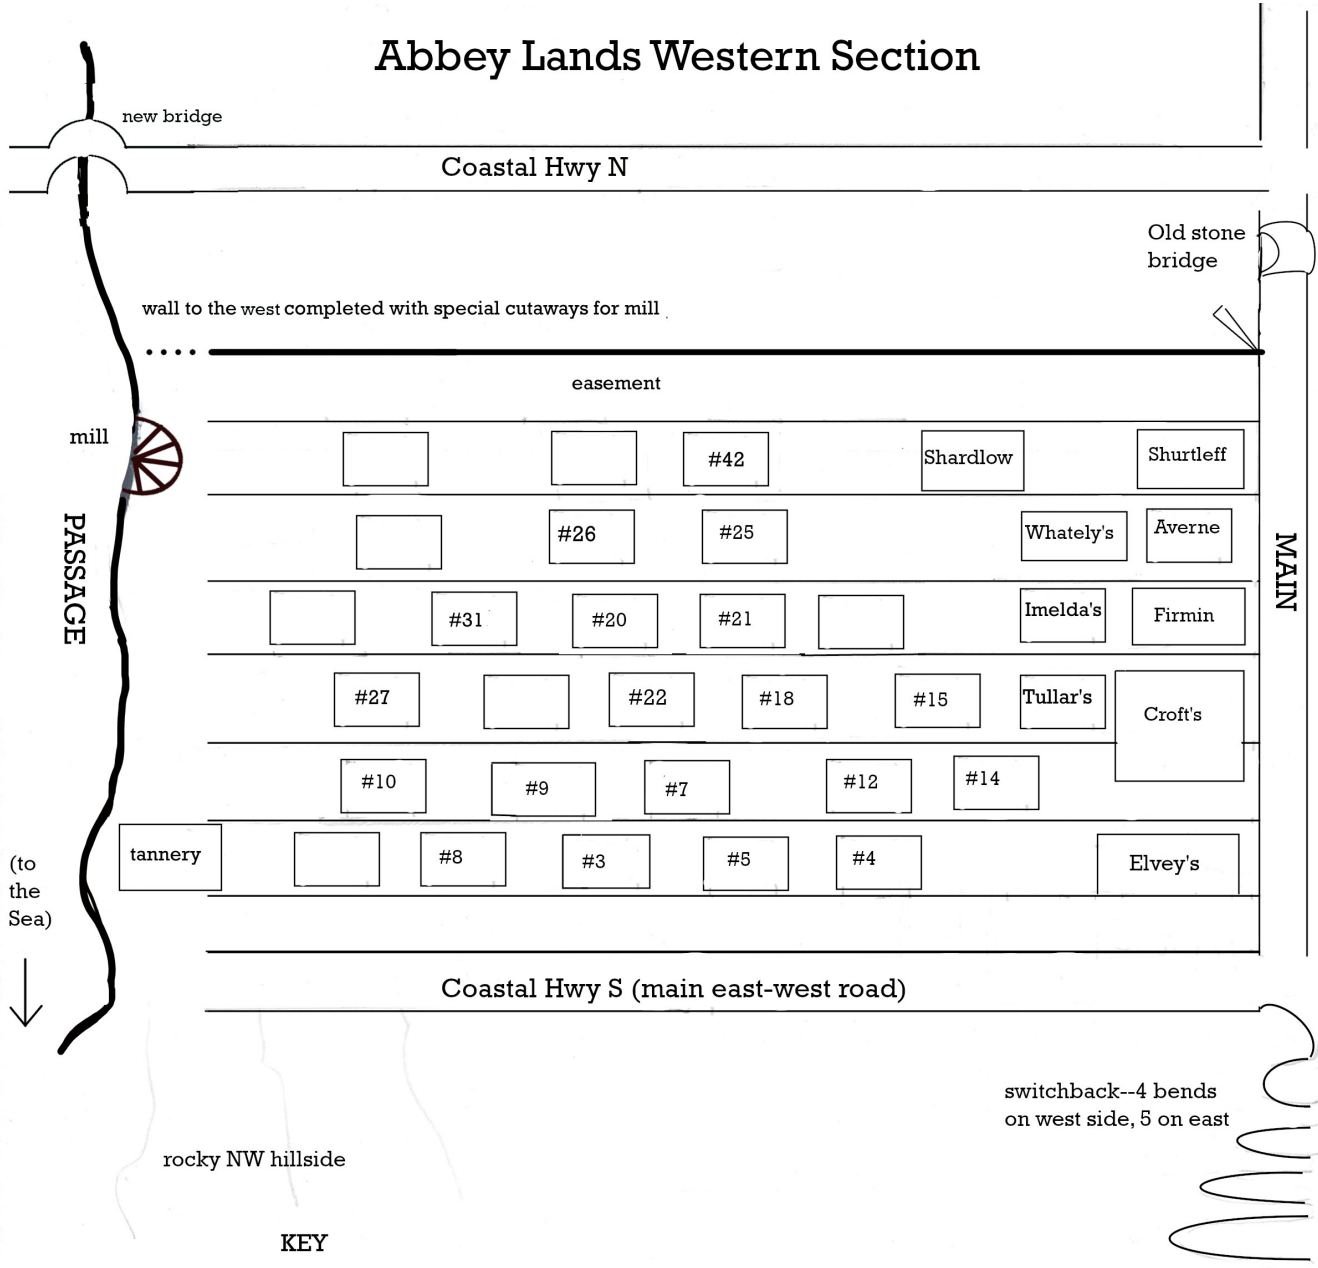 Abbey Lands Western Section
new bridge
Coastal Hwy N
Old stone
bridge
wall to the west completed with special cutaways for mill
easement
mill
#42
Shardlow
Shurtleff
PASSAGE
#26
#25
Whately's
Averne
MAIN
#31
#20
#21
Imelda's
Firmin
#27
#22
#18
#15
Tullar's
Croft's
#10
#9
#7
#12
#14
tannery
#8
#3
#5
#4
Elvey's
(to
the
Sea)
Coastal Hwy S (main east-west road)
switchback--4 bends
on west side, 5 on east
rocky NW hillside
KEY